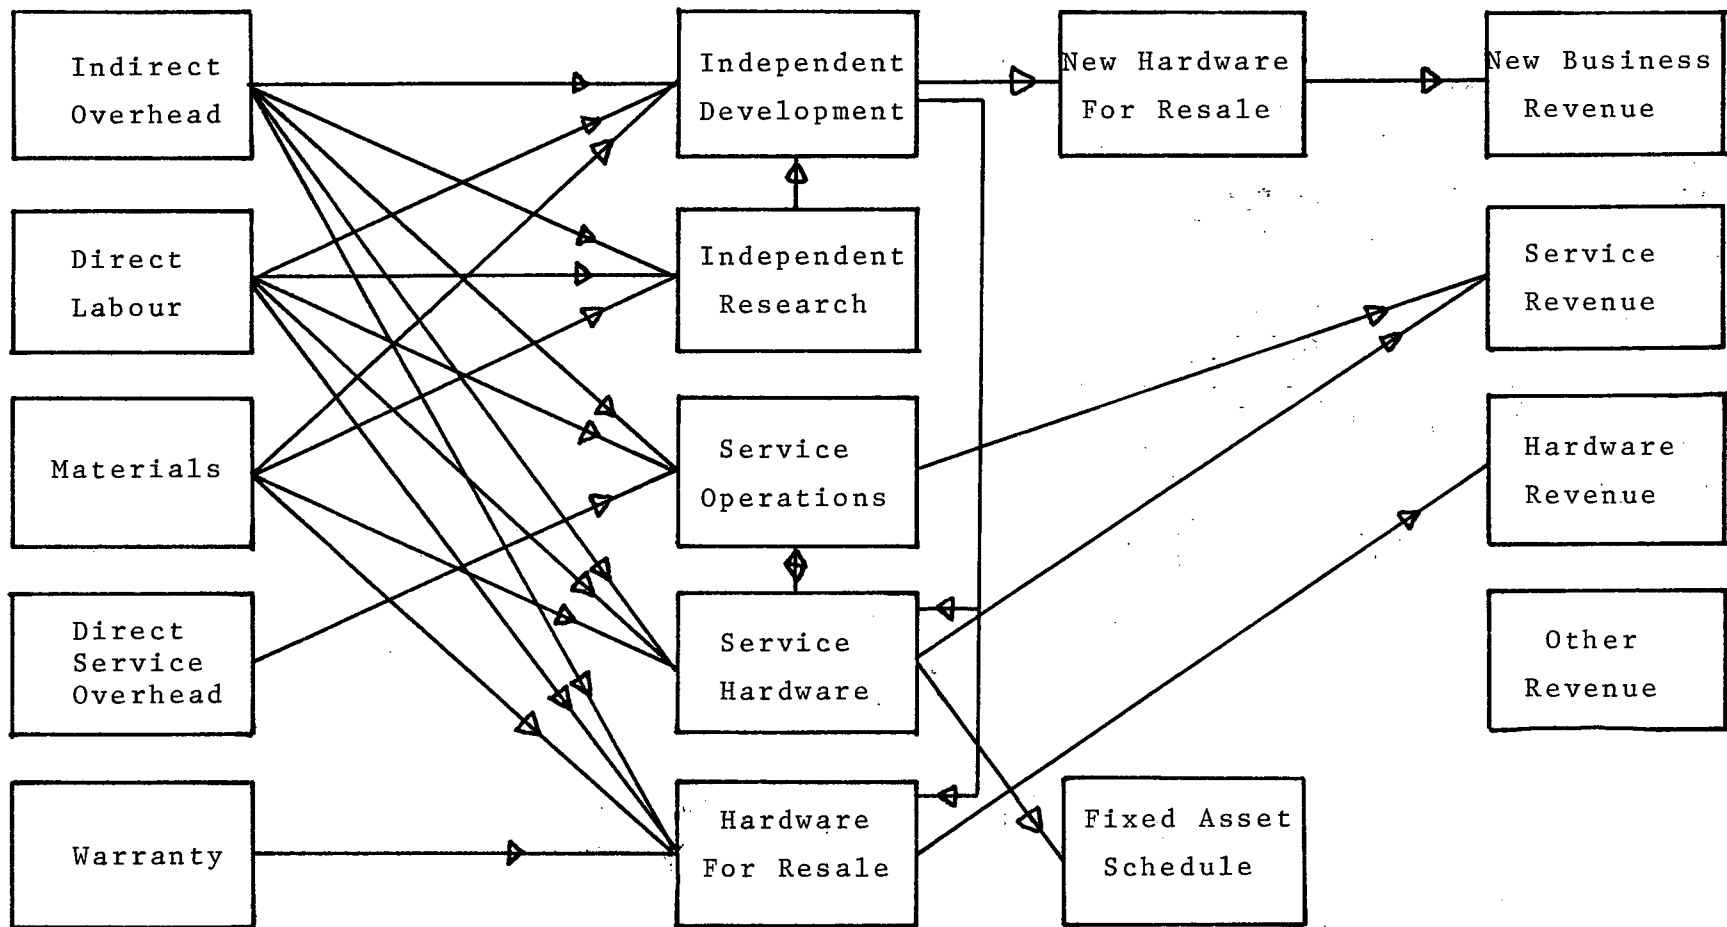 Indirect
Overhead
Independent
Development
New Hardware
For Resale
New Business
Revenue
Direct
Labour
Independent
Research
Service
Revenue
Materials
Service
Operations
Hardware
Revenue
Direct
Service
Overhead
Service
Hardware
Other
Revenue
Warranty
Hardware
For Resale
Fixed Asset
Schedule